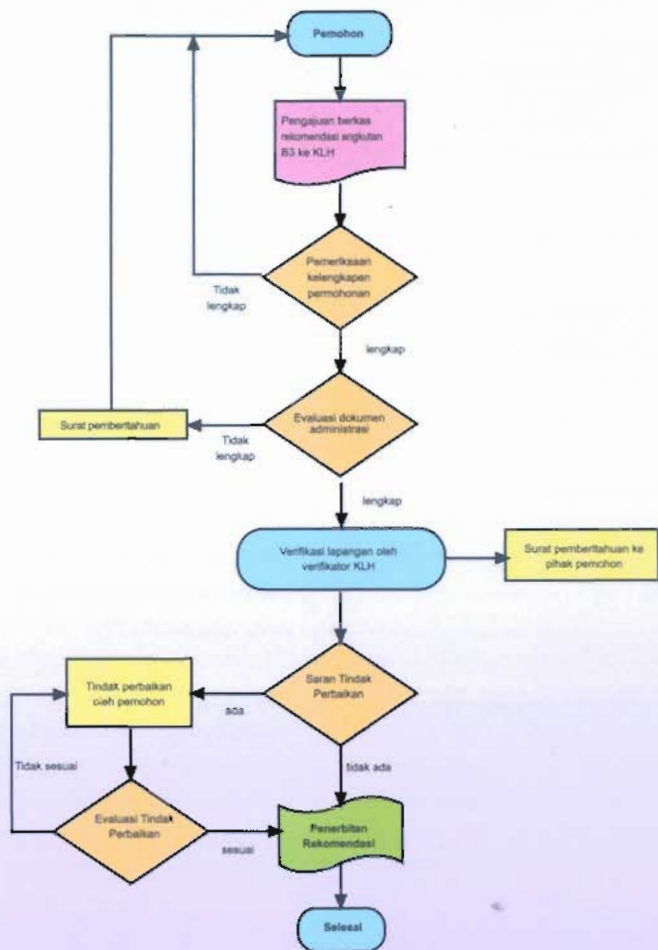 Pemohon
Pengajuan berkas
rekomendasi angkutan
B3 ke KLH
Pemeriksaan
kelengkapan
permohonan
Tidak
lengkap
lengkap
Evaluasi dokumen
administrasi
Tidak
lengkap
Surat pemberitahuan
lengkap
Verifikasi lapangan oleh
verifikator KLH
Surat pemberitahuan ke
pihak pemohon
Saran Tindak
Perbaikan
ada
Tindak perbaikan
oleh pemohon
Tidak sesuai
tidak ada
Evaluasi Tindak
Perbaikan
sesuai
Penerbitan
Rekomendasi
Selesai